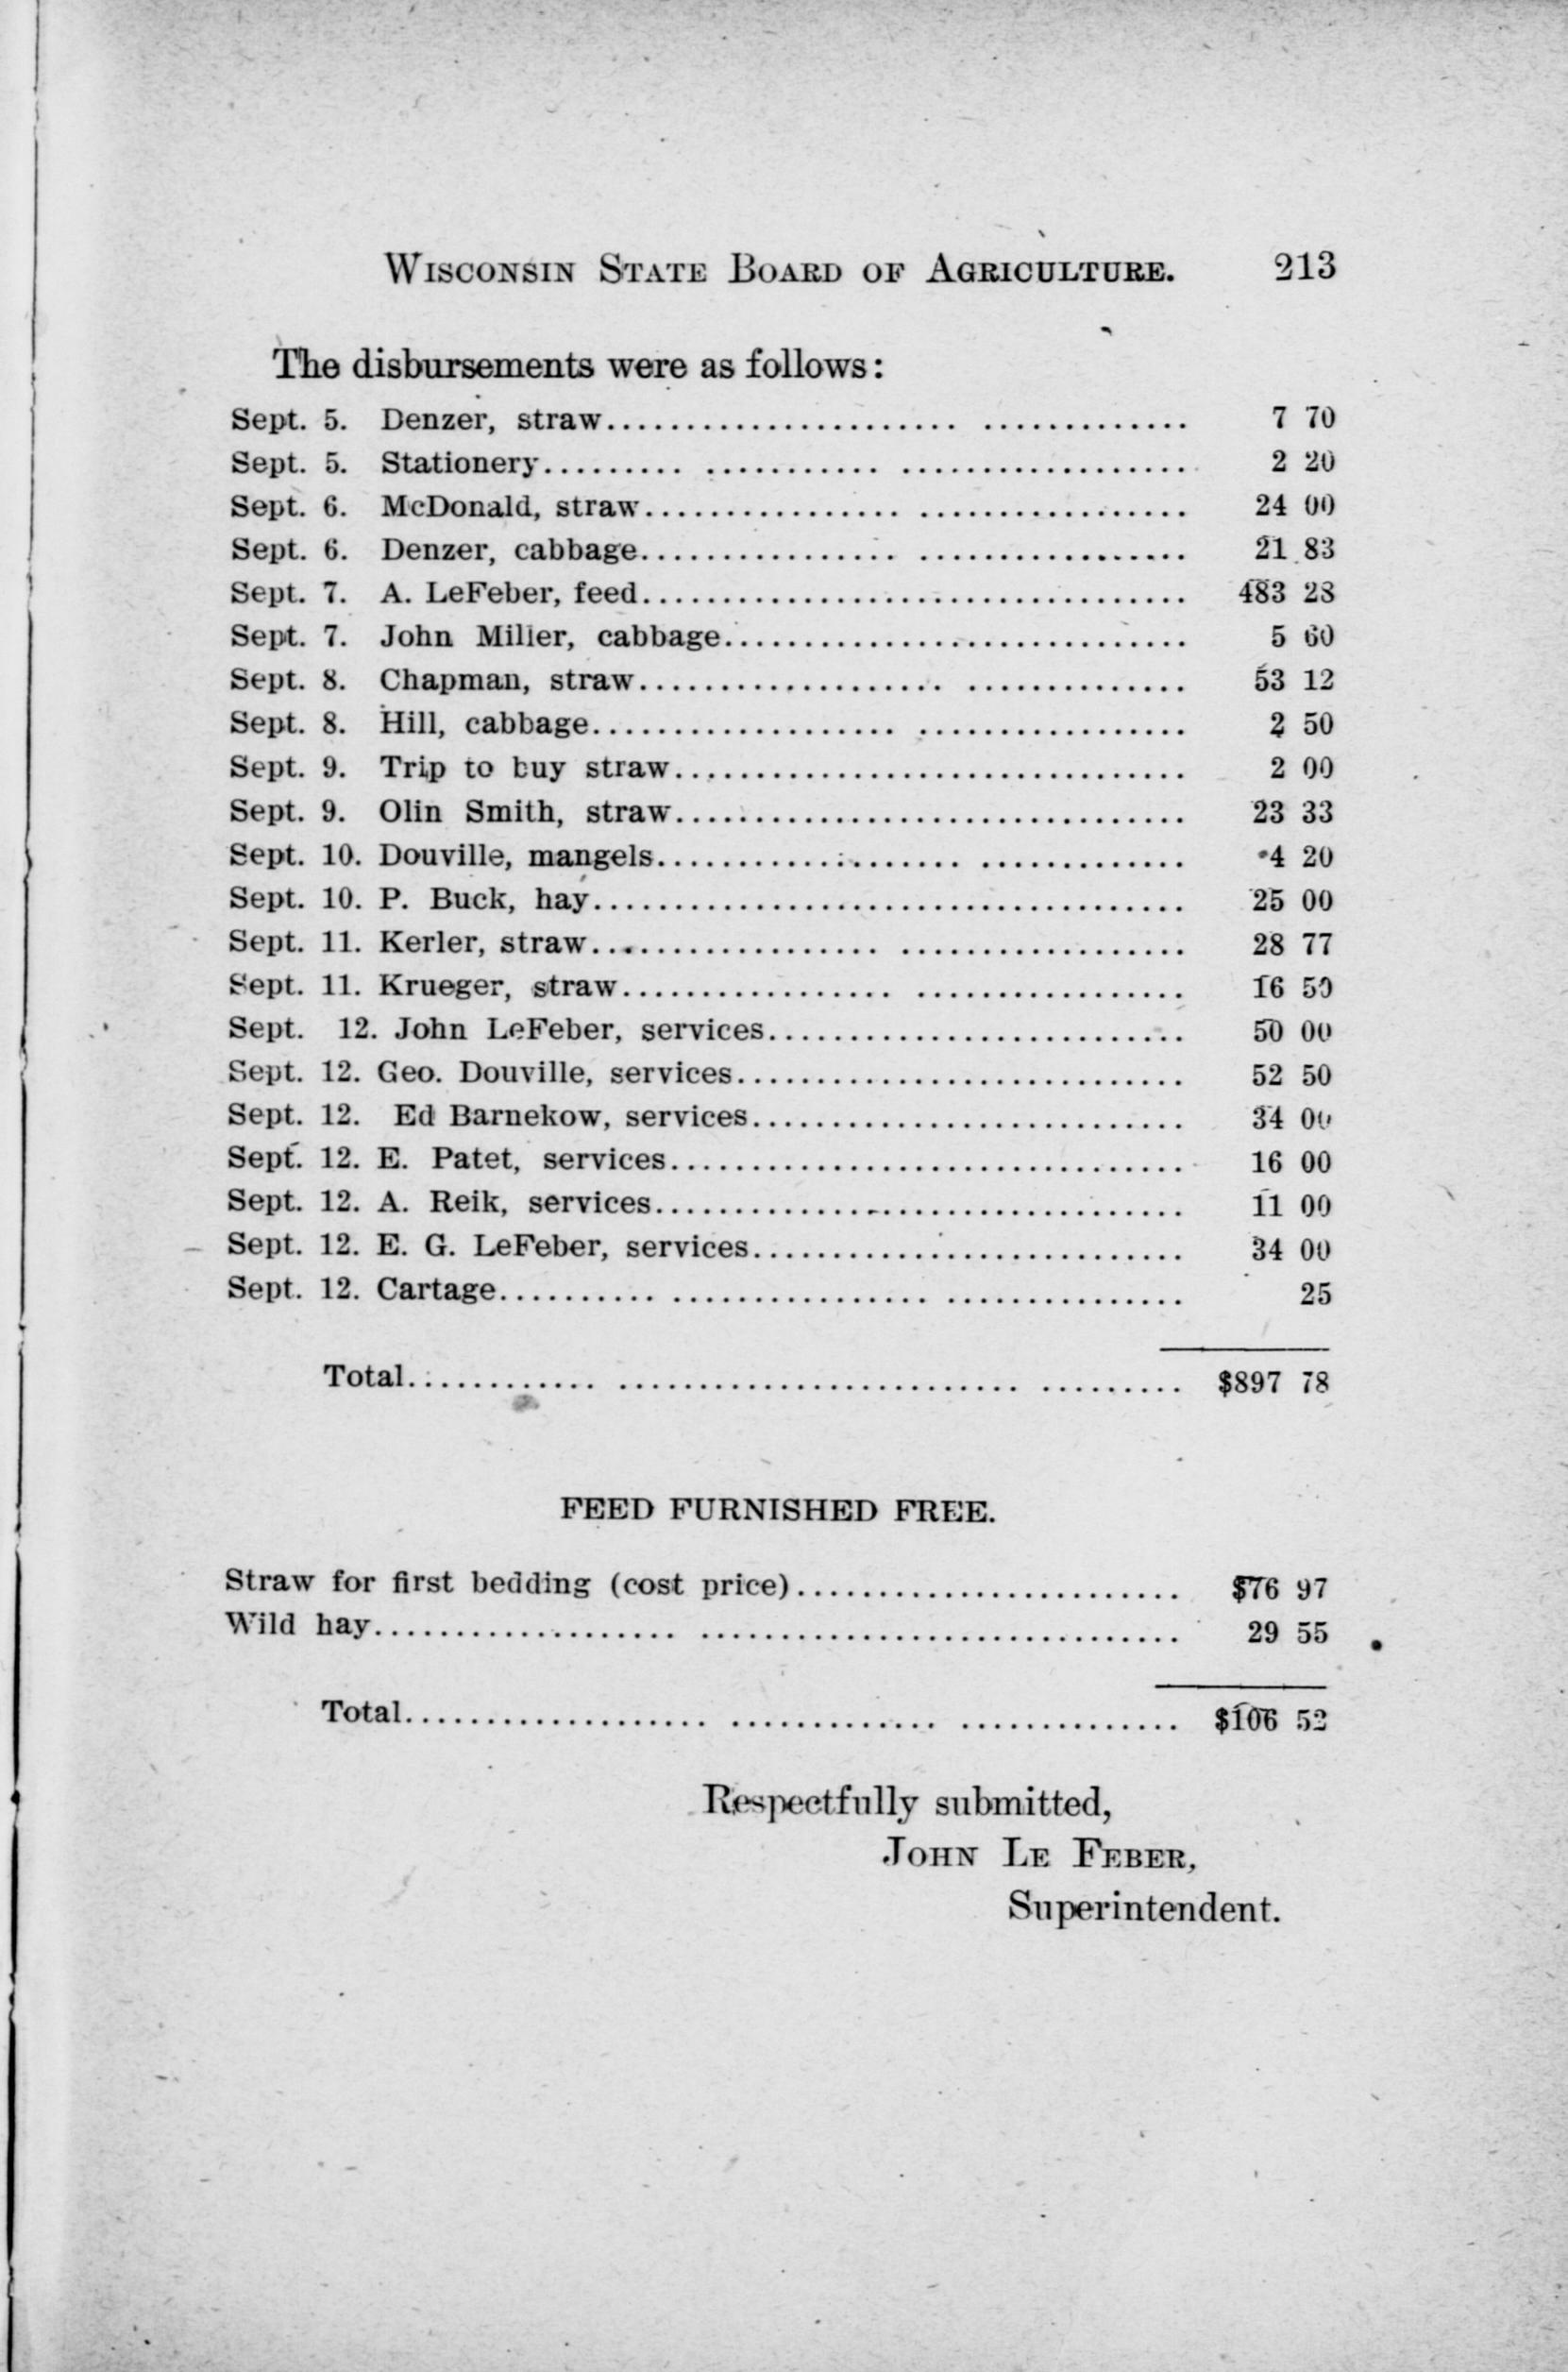 WISCONSIN STATE BOARD OF AGRICULTURE. 213
The disbursements were as follows:
Sept. 5. Denzer, straw.................................... 7 70
Sept. 5. Stationery.................................... 2 20
Sept. 6. McDonald, straw.................................... 24 00
Sept. 6. Denzer, cabbage.................................... 21 83
Sept. 7. A. LeFeber, feed.................................... 483 28
Sept. 7. John Miller, cabbage.................................... 5 60
Sept. 8. Chapman, straw.................................... 53 12
Sept. 8. Hill, cabbage.................................... 2 50
Sept. 9. Trip to buy straw.................................... 2 00
Sept. 9. Olin Smith, straw.................................... 23 33
Sept. 10. Douville, mangels.................................... 4 20
Sept. 10. P. Buck, hay.................................... 25 00
Sept. 11. Kerler, straw.................................... 28 77
Sept. 11. Krueger, straw.................................... 16 50
Sept. 12. John LeFeber, services.................................... 50 00
Sept. 12. Geo. Douville, services.................................... 52 50
Sept. 12. Ed Barnekow, services.................................... 34 00
Sept. 12. E. Patet, services.................................... 16 00
Sept. 12. A. Reik, services.................................... 11 00
Sept. 12. E. G. LeFeber, services.................................... 34 00
Sept. 12. Cartage.................................... 25
Total.................................... $897 78
FEED FURNISHED FREE.
Straw for first bedding (cost price).................................... $76 97
Wild hay.................................... 29 55
Total.................................... $106 52
Respectfully submitted,
JOHN LE FEBER,
Superintendent.